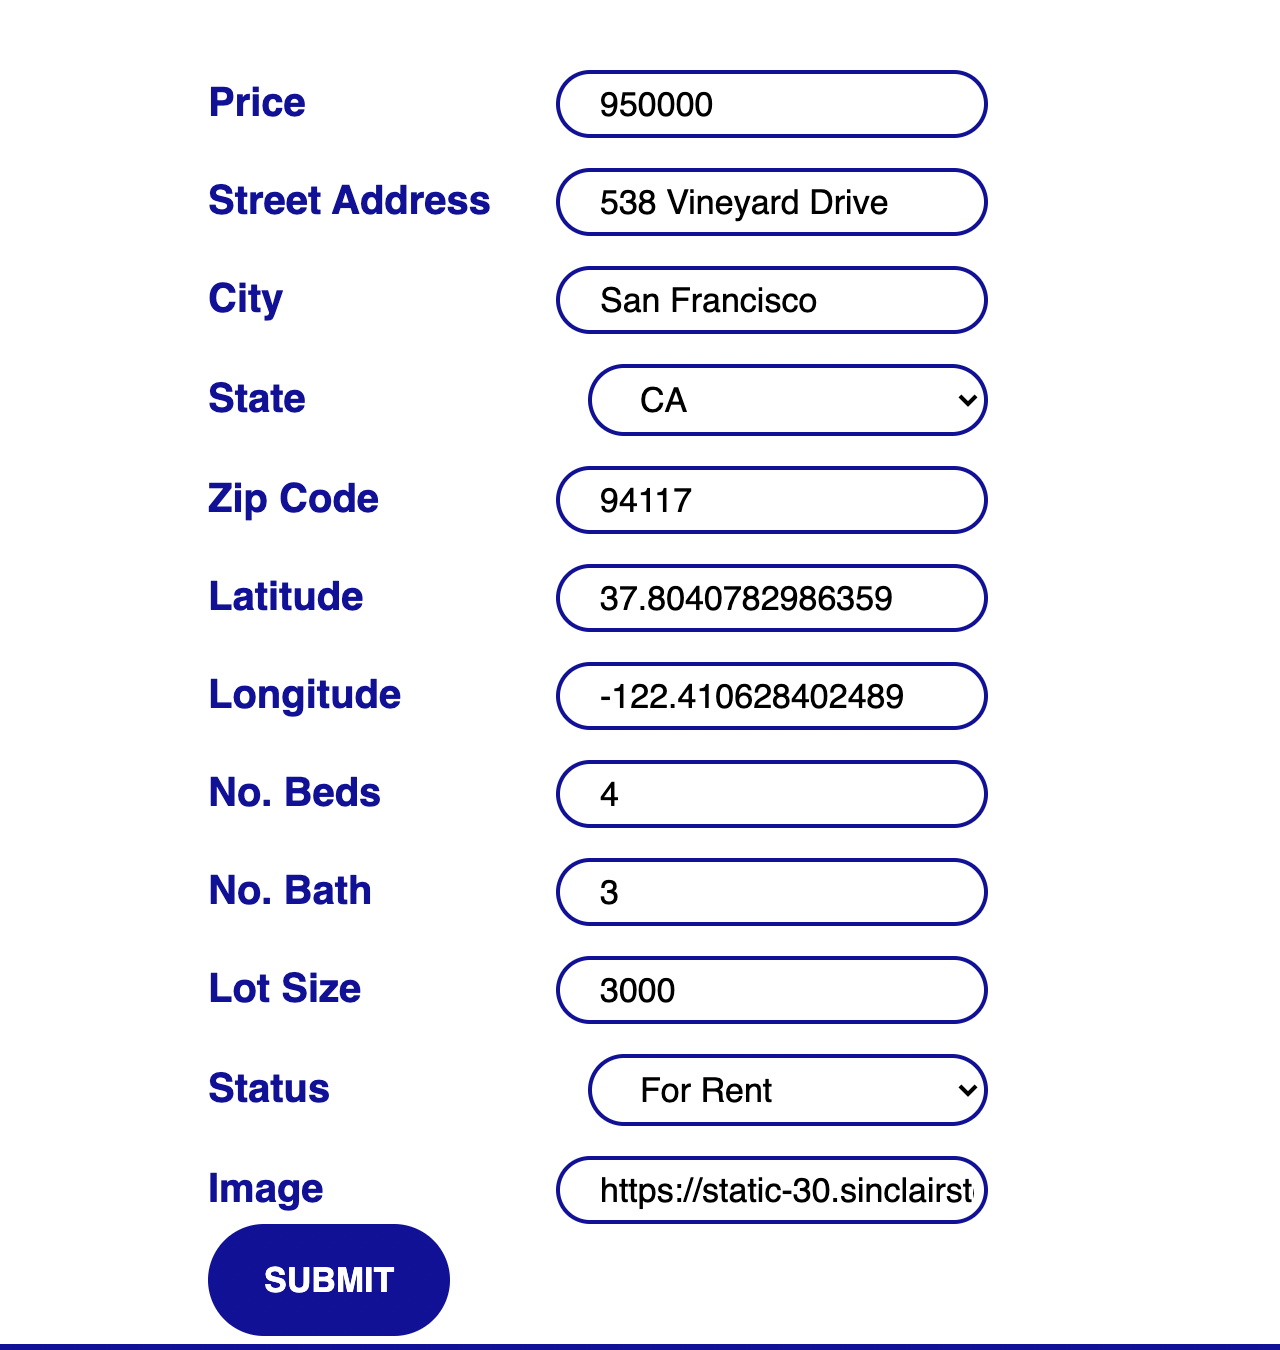 Price 950000
Street Address 538 Vineyard Drive
City San Francisco
State CA
Zip Code 94117
Latitude 37.8040782986359
Longitude -122.410628402489
No. Beds 4
No. Bath 3
Lot Size 3000
Status For Rent
Image https://static-30.sinclairst
SUBMIT